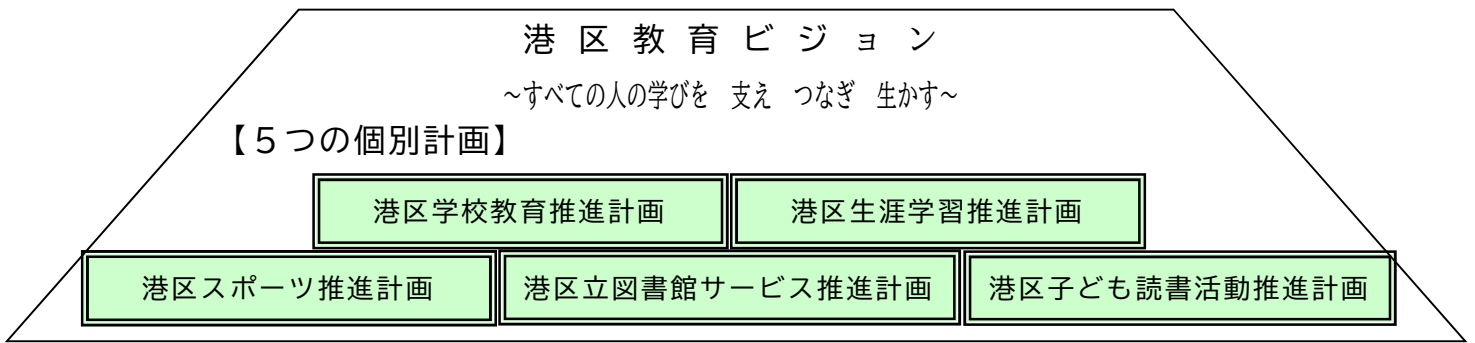 港区教育ビジョン
~すべての人の学びを 支え つなぎ 生かす~
【５つの個別計画】
港区学校教育推進計画
港区生涯学習推進計画
港区スポーツ推進計画
港区立図書館サービス推進計画
港区子ども読書活動推進計画